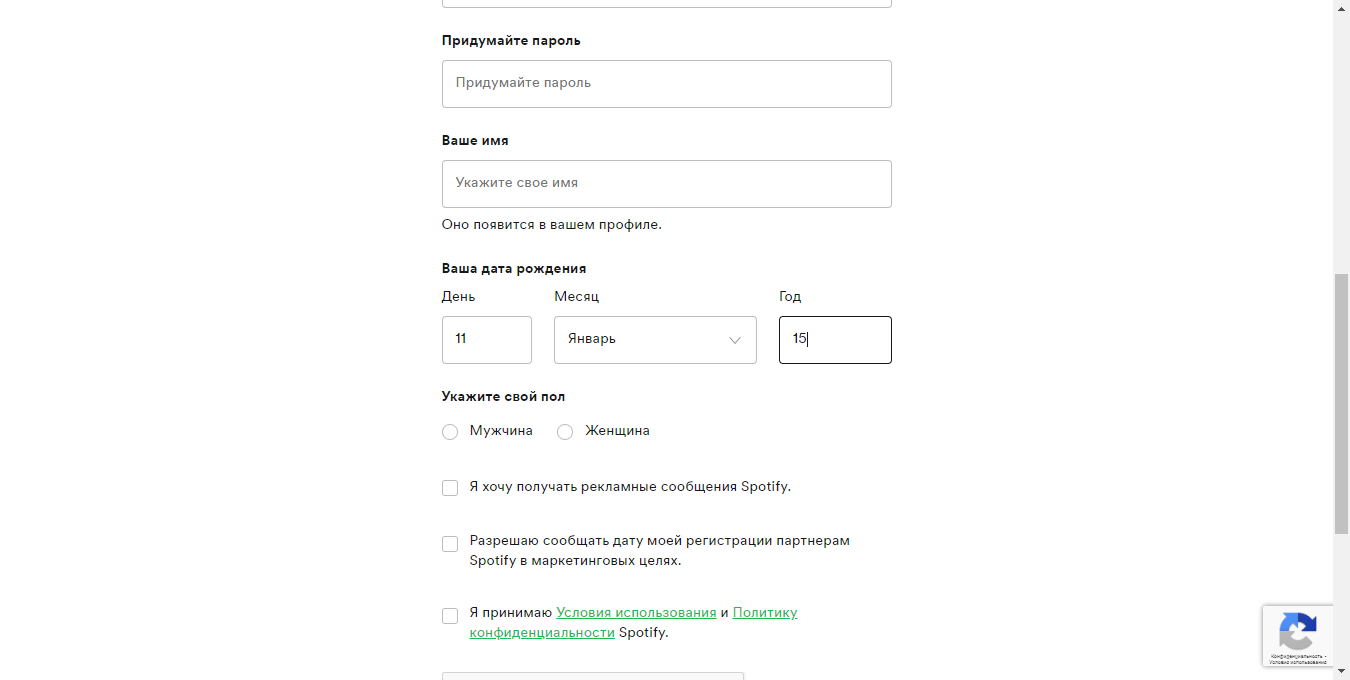 Придумайте пароль
Придумайте пароль
Ваше имя
Укажите свое имя
Оно появится в вашем профиле.
Ваша дата рождения
День Месяц Год
11 Январь 15
Укажите свой пол
Мужчина Женщина
Я хочу получать рекламные сообщения Spotify.
Разрешаю сообщать дату моей регистрации партнерам
Spotify в маркетинговых целях.
Я принимаю Условия использования и Политику
конфиденциальности Spotify.
Конфиденциальность -
Условия использования